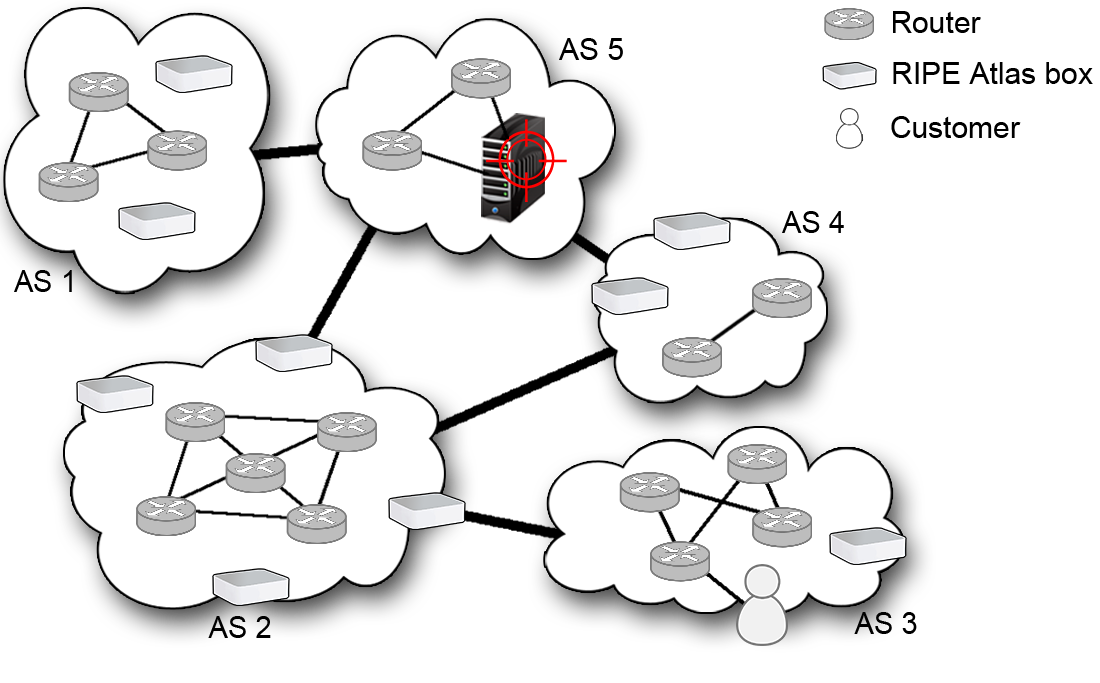 Router
RIPE Atlas box
Customer
AS 5
AS 4
AS 1
AS 2
AS 3